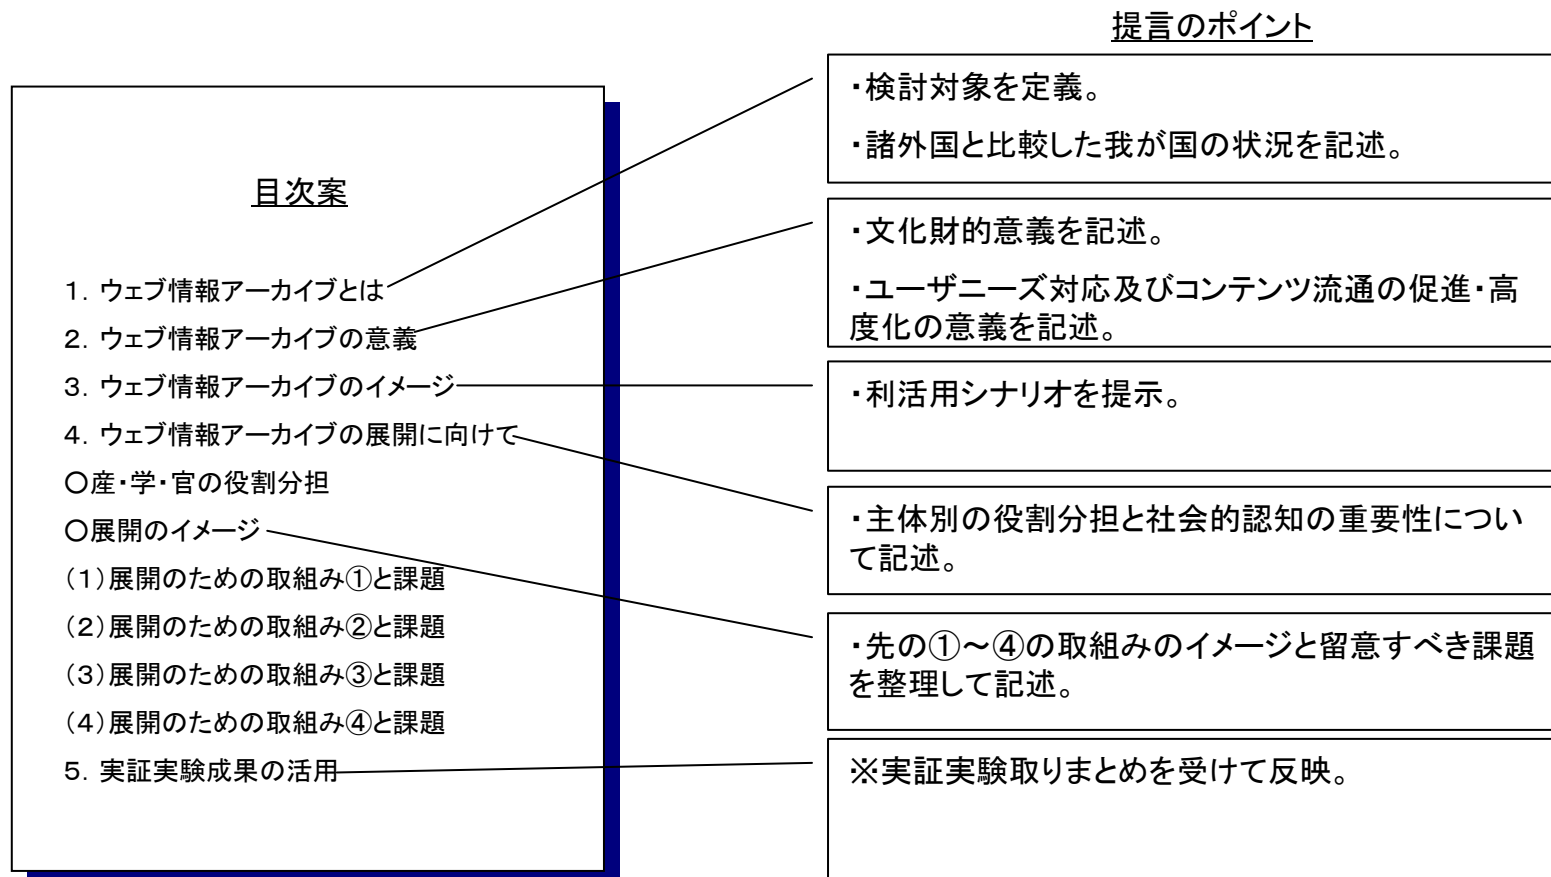 目次案
１．ウェブ情報アーカイブとは
２．ウェブ情報アーカイブの意義
３．ウェブ情報アーカイブのイメージ
４．ウェブ情報アーカイブの展開に向けて
○産・学・官の役割分担
○展開のイメージ
（１）展開のための取組み①と課題
（２）展開のための取組み②と課題
（３）展開のための取組み③と課題
（４）展開のための取組み④と課題
５．実証実験成果の活用
提言のポイント
・検討対象を定義。
・諸外国と比較した我が国の状況を記述。
・文化財的意義を記述。
・ユーザニーズ対応及びコンテンツ流通の促進・高
度化の意義を記述。
・利活用シナリオを提示。
・主体別の役割分担と社会的認知の重要性につい
て記述。
・先の①～④の取組みのイメージと留意すべき課題
を整理して記述。
※実証実験取りまとめを受けて反映。